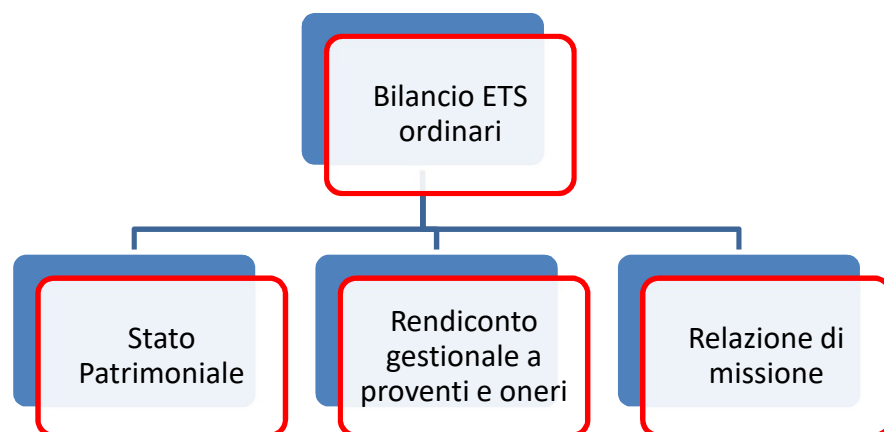 Bilancio ETS
ordinari
Stato
Patrimoniale
Rendiconto
gestionale a
proventi e oneri
Relazione di
missione